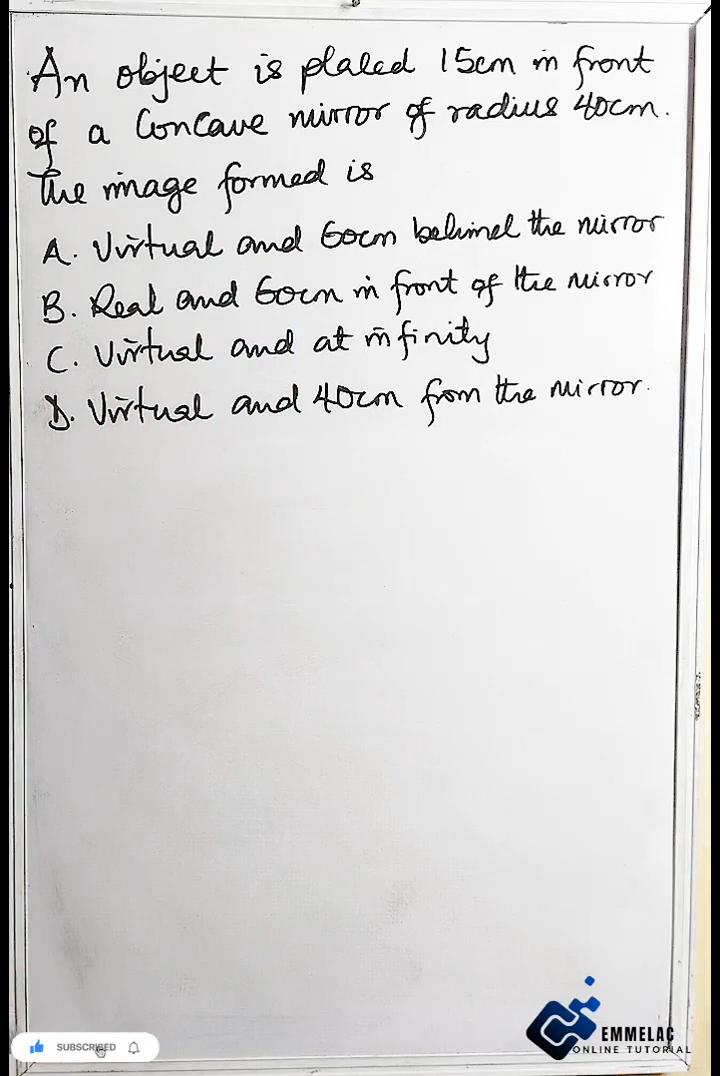 An object is placed 15cm in front
of a Concave mirror of radius 40cm.
The image formed is
A. Virtual and 60cm behind the mirror
B. Real and 60cm in front of the mirror
C. Virtual and at infinity
D. Virtual and 40cm from the mirror.
SUBSCRIBED
EMMELAC
ONLINE TUTORIAL